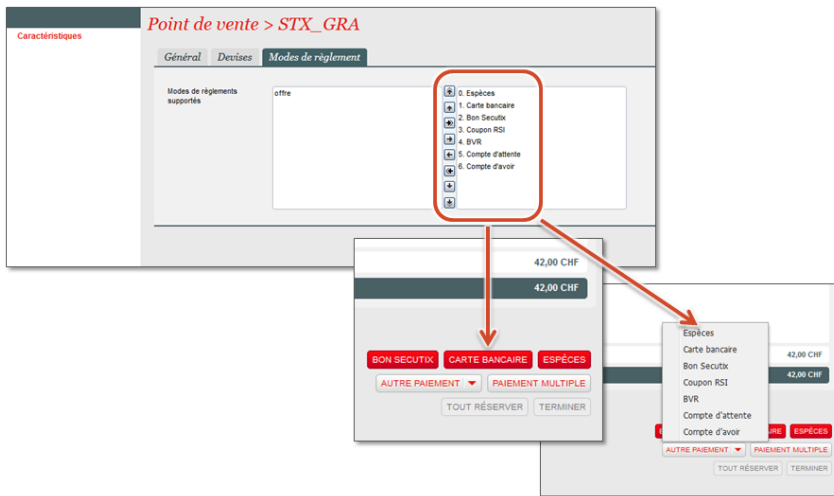 Caractéristiques
Point de vente > STX_GRA
Général Devises Modes de règlement
Modes de règlements
supportés
offre
0. Espèces
1. Carte bancaire
2. Bon Secutix
3. Coupon RSI
4. BVR
5. Compte d'attente
6. Compte d'avoir
42,00 CHF
42,00 CHF
BON SECUTIX CARTE BANCAIRE ESPÈCES
AUTRE PAIEMENT PAIEMENT MULTIPLE
TOUT RÉSERVER TERMINER
Espèces
Carte bancaire
Bon Secutix
Coupon RSI
BVR
Compte d'attente
Compte d'avoir
42,00 CHF
42,00 CHF
ESPÈCES
AUTRE PAIEMENT PAIEMENT MULTIPLE
TOUT RÉSERVER TERMINER